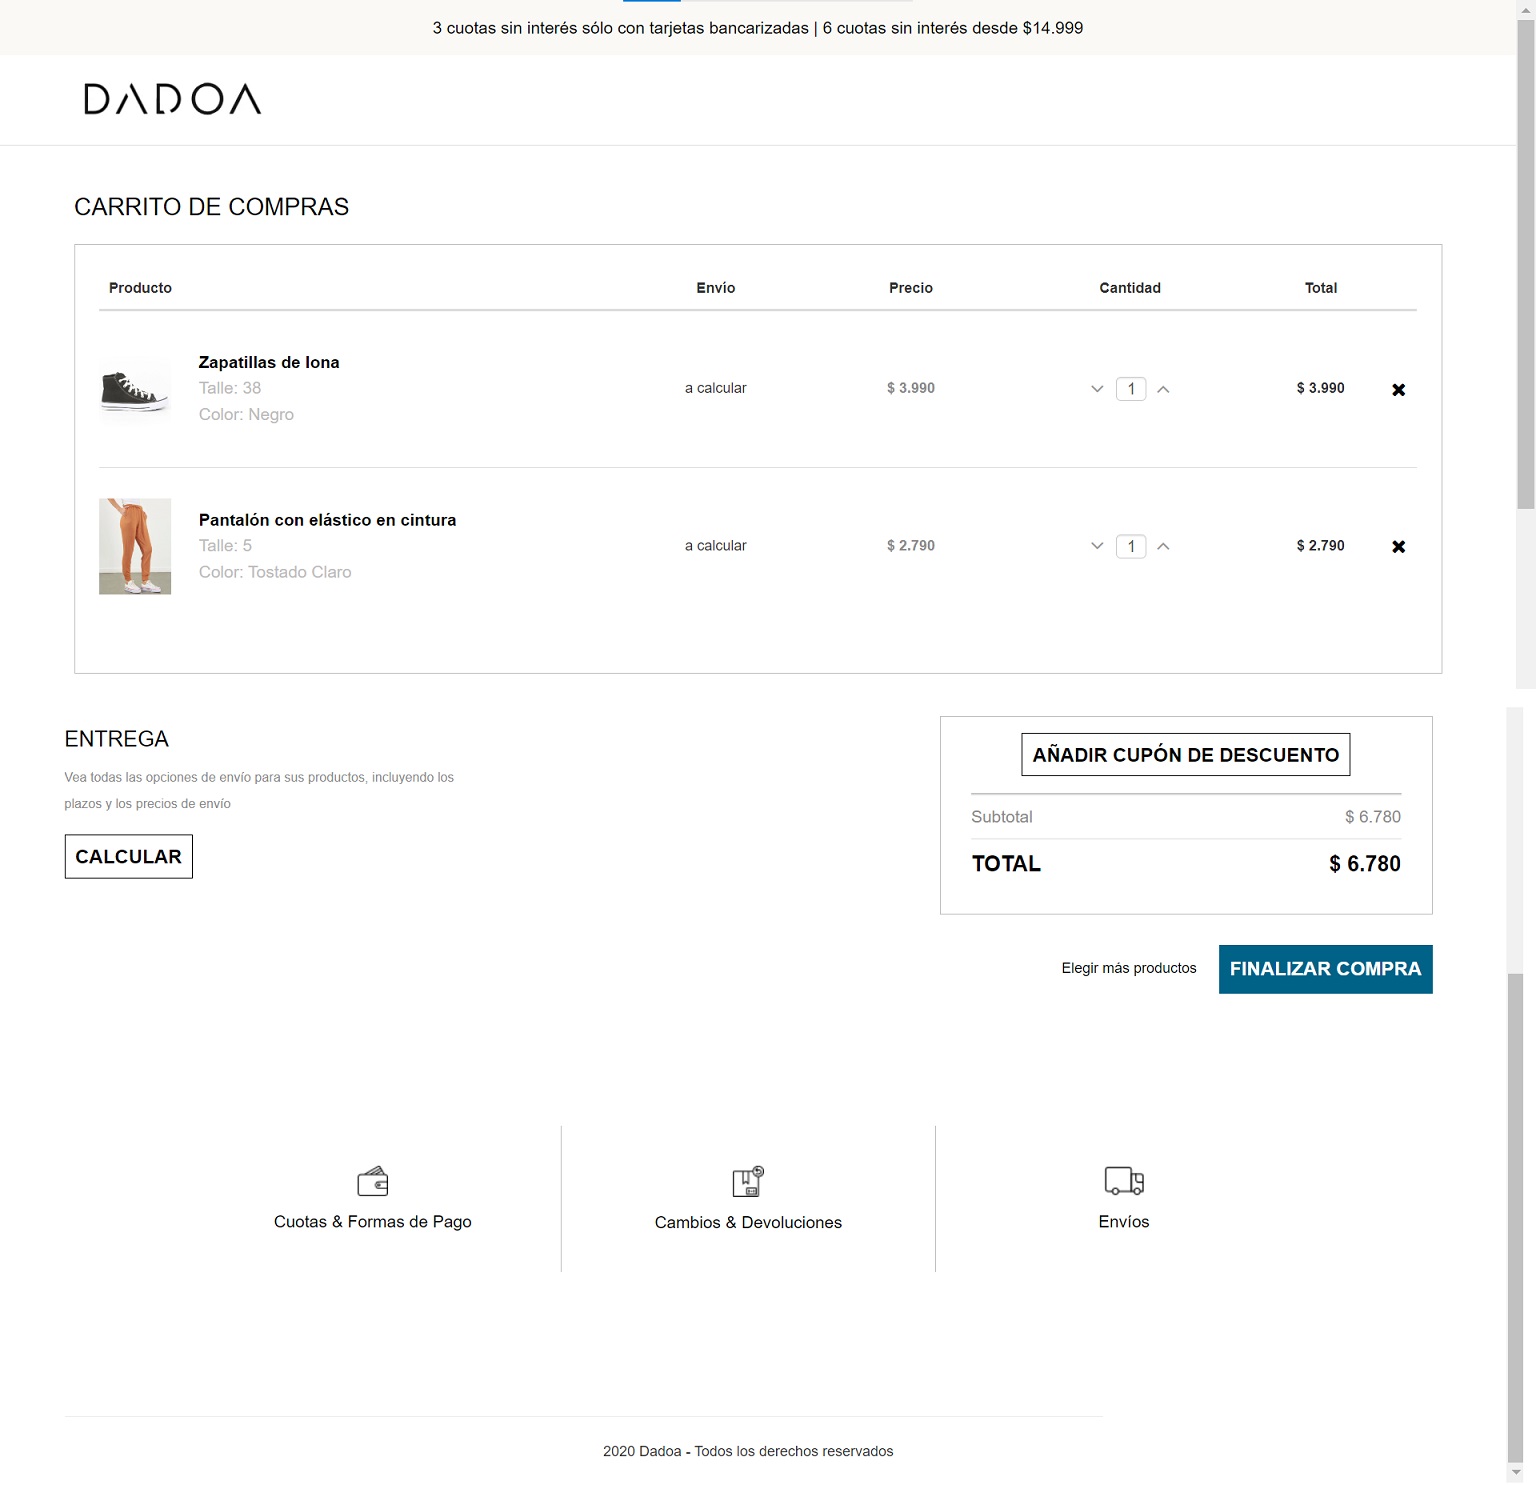 3 cuotas sin interés sólo con tarjetas bancarizadas | 6 cuotas sin interés desde $14.999
DADOA
CARRITO DE COMPRAS
Producto Envío Precio Cantidad Total
Zapatillas de lona
Talle: 38
Color: Negro
a calcular $ 3.990 1 $ 3.990
Pantalón con elástico en cintura
Talle: 5
Color: Tostado Claro
a calcular $ 2.790 1 $ 2.790
ENTREGA
Vea todas las opciones de envío para sus productos, incluyendo los
plazos y los precios de envío
CALCULAR
AÑADIR CUPÓN DE DESCUENTO
Subtotal $ 6.780
TOTAL $ 6.780
Elegir más productos FINALIZAR COMPRA
Cuotas & Formas de Pago
Cambios & Devoluciones
Envíos
2020 Dadoa - Todos los derechos reservados